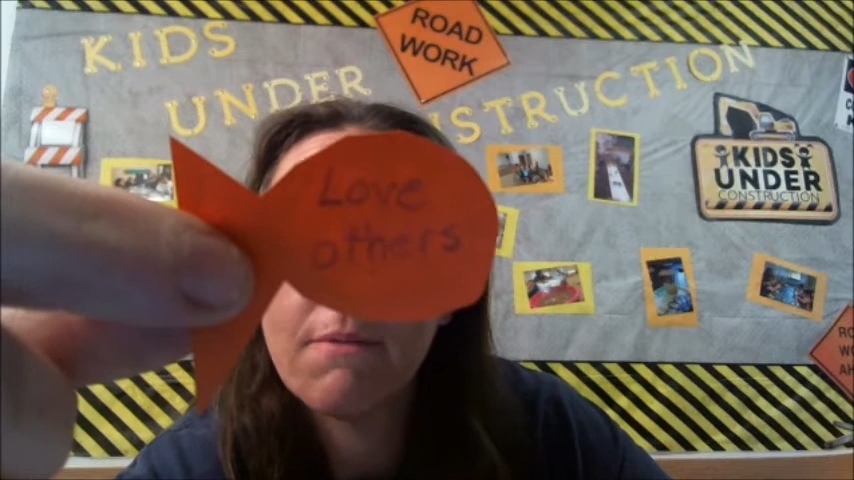 KIDS
UNDER
STRUCTION
ROAD
WORK
Love
others
KIDS
UNDER
CONSTRUCTION